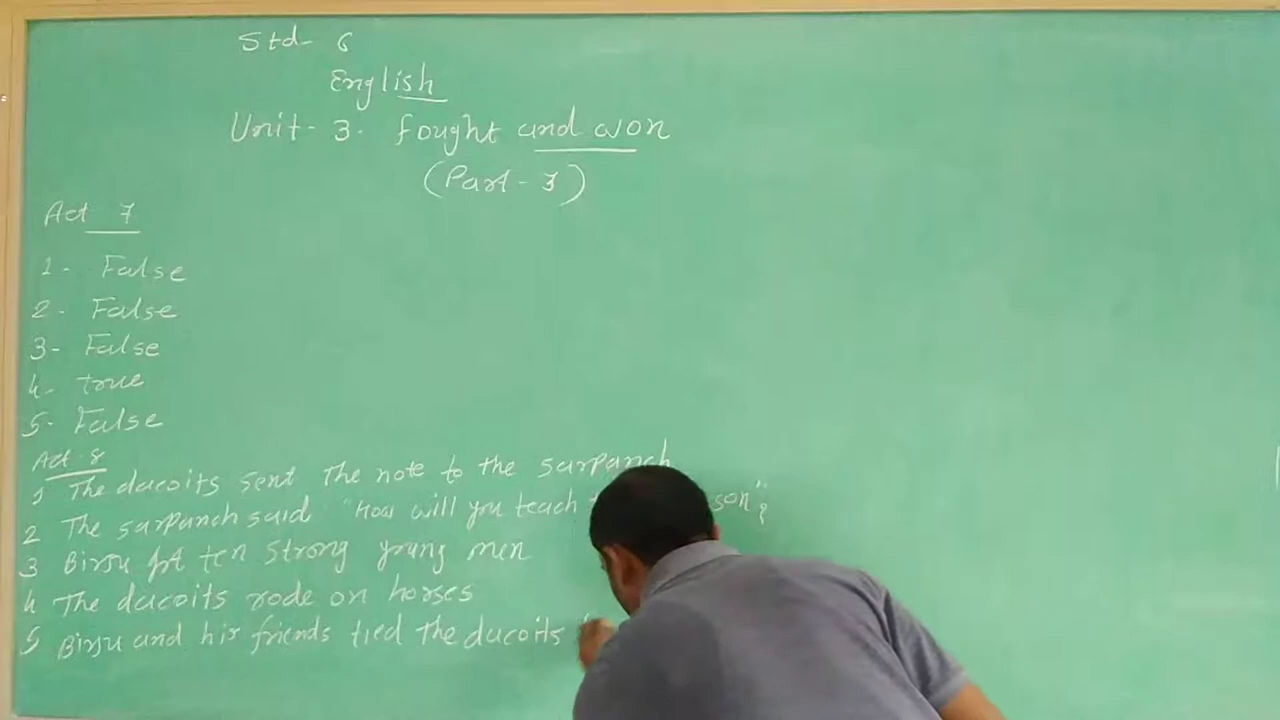 Std- 6
English
Unit- 3. fought and won
(Part - 3)
Act 7
1- False
2- False
3- False
4- true
5- False
Act 8
1 The dacoits sent the note to the sarpanch
2 The sarpanch said "How will you teach son"?
3 Birju got ten strong young men
4 The dacoits rode on horses
5 Birju and his friends tied the dacoits